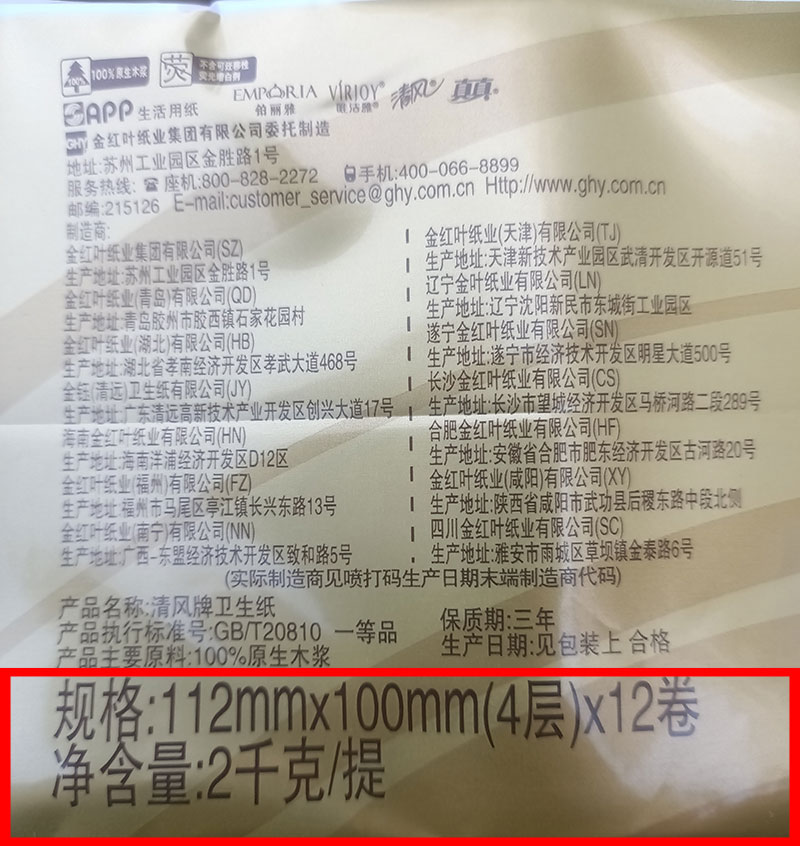 100%
100%原生木浆
荧
不含可迁移性
荧光增白剂
EMPORIA
铂丽雅
VIRJOY
唯洁雅
清风
真真
APP 生活用纸
GHY 金红叶纸业集团有限公司委托制造
地址:苏州工业园区金胜路1号
服务热线: ☎ 座机:800-828-2272 手机:400-066-8899
邮编:215126 E-mail:customer_service@ghy.com.cn Http://www.ghy.com.cn
制造商:
金红叶纸业集团有限公司(SZ)
生产地址:苏州工业园区金胜路1号
金红叶纸业(青岛)有限公司(QD)
生产地址:青岛胶州市胶西镇石家花园村
金红叶纸业(湖北)有限公司(HB)
生产地址:湖北省孝南经济开发区孝武大道468号
金钰(清远)卫生纸有限公司(JY)
生产地址:广东清远高新技术产业开发区创兴大道17号
海南金红叶纸业有限公司(HN)
生产地址:海南洋浦经济开发区D12区
金红叶纸业(福州)有限公司(FZ)
生产地址:福州市马尾区亭江镇长兴东路13号
金红叶纸业(南宁)有限公司(NN)
生产地址:广西-东盟经济技术开发区致和路5号
金红叶纸业(天津)有限公司(TJ)
生产地址:天津新技术产业园区武清开发区开源道51号
辽宁金红叶纸业有限公司(LN)
生产地址:辽宁沈阳新民市东城街工业园区
遂宁金红叶纸业有限公司(SN)
生产地址:遂宁市经济技术开发区明星大道500号
长沙金红叶纸业有限公司(CS)
生产地址:长沙市望城经济开发区马桥河路二段289号
合肥金红叶纸业有限公司(HF)
生产地址:安徽省合肥市肥东经济开发区古河路20号
金红叶纸业(咸阳)有限公司(XY)
生产地址:陕西省咸阳市武功县后稷东路中段北侧
四川金红叶纸业有限公司(SC)
生产地址:雅安市雨城区草坝镇金泰路6号
(实际制造商见喷打码生产日期末端制造商代码)
产品名称:清风牌卫生纸
产品执行标准号:GB/T20810 一等品
产品主要原料:100%原生木浆
保质期:三年
生产日期:见包装上 合格
规格:112mmx100mm(4层)x12卷
净含量:2千克/提